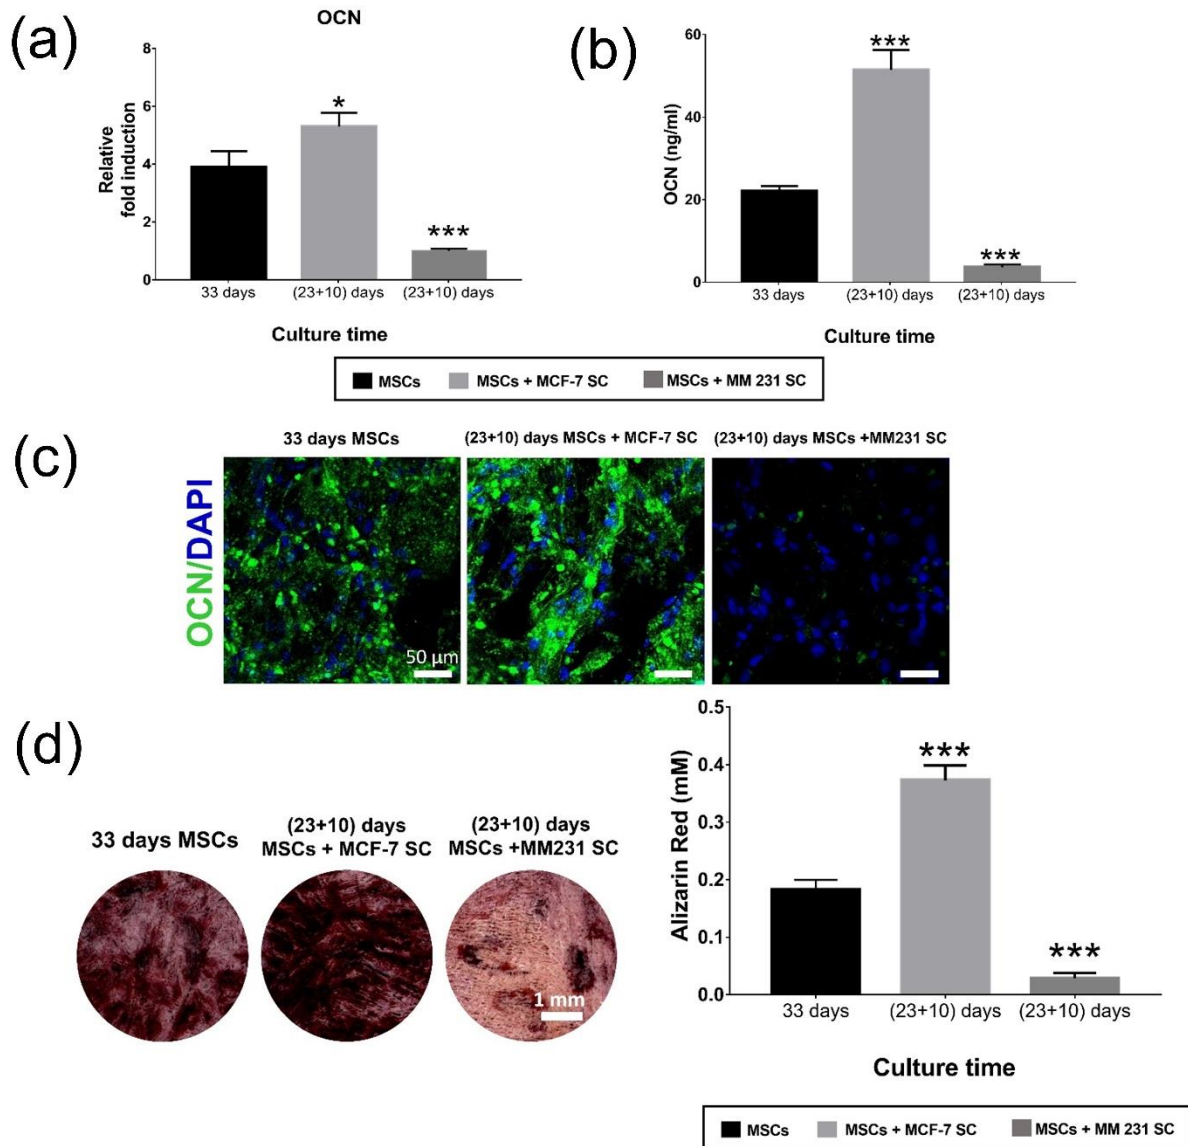 (a)
OCN
8
6
4
2
0
Relative
fold induction
*
***
33 days
(23+10) days
(23+10) days
Culture time
(b)
60
40
20
0
OCN (ng/ml)
***
***
33 days
(23+10) days
(23+10) days
Culture time
MSCs
MSCs + MCF-7 SC
MSCs + MM 231 SC
(c)
33 days MSCs
(23+10) days MSCs + MCF-7 SC
(23+10) days MSCs +MM231 SC
OCN/DAPI
50 µm
(d)
33 days MSCs
(23+10) days
MSCs + MCF-7 SC
(23+10) days
MSCs +MM231 SC
1 mm
0.5
0.4
0.3
0.2
0.1
0.0
Alizarin Red (mM)
***
***
33 days
(23+10) days
(23+10) days
Culture time
MSCs
MSCs + MCF-7 SC
MSCs + MM 231 SC